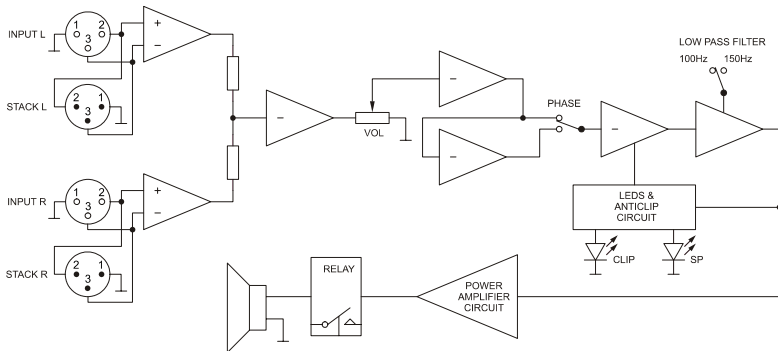 INPUT L
1 2
3
+
−
STACK L
2 1
3
INPUT R
1 2
3
+
−
STACK R
2 1
3
−
VOL
−
−
PHASE
−
LOW PASS FILTER
100Hz 150Hz
LEDS &
ANTICLIP
CIRCUIT
CLIP
SP
RELAY
POWER
AMPLIFIER
CIRCUIT